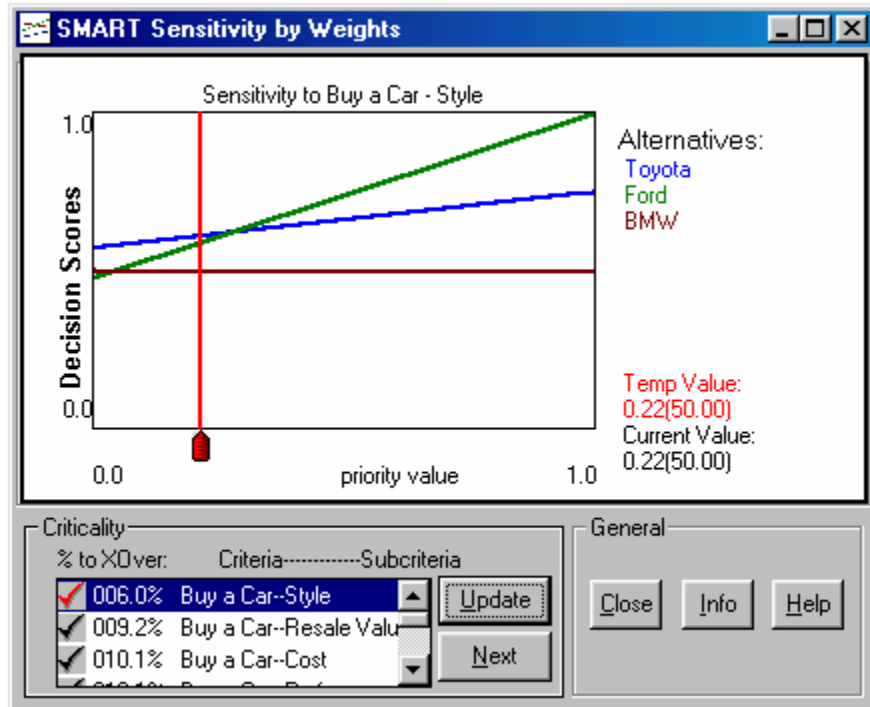 SMART Sensitivity by Weights
Sensitivity to Buy a Car - Style
1.0
Decision Scores
0.0
0.0 priority value 1.0
Alternatives:
Toyota
Ford
BMW
Temp Value:
0.22(50.00)
Current Value:
0.22(50.00)
Criticality
% to XOver: Criteria------------Subcriteria
006.0% Buy a Car--Style
009.2% Buy a Car--Resale Valu
010.1% Buy a Car--Cost
Update
Next
General
Close Info Help